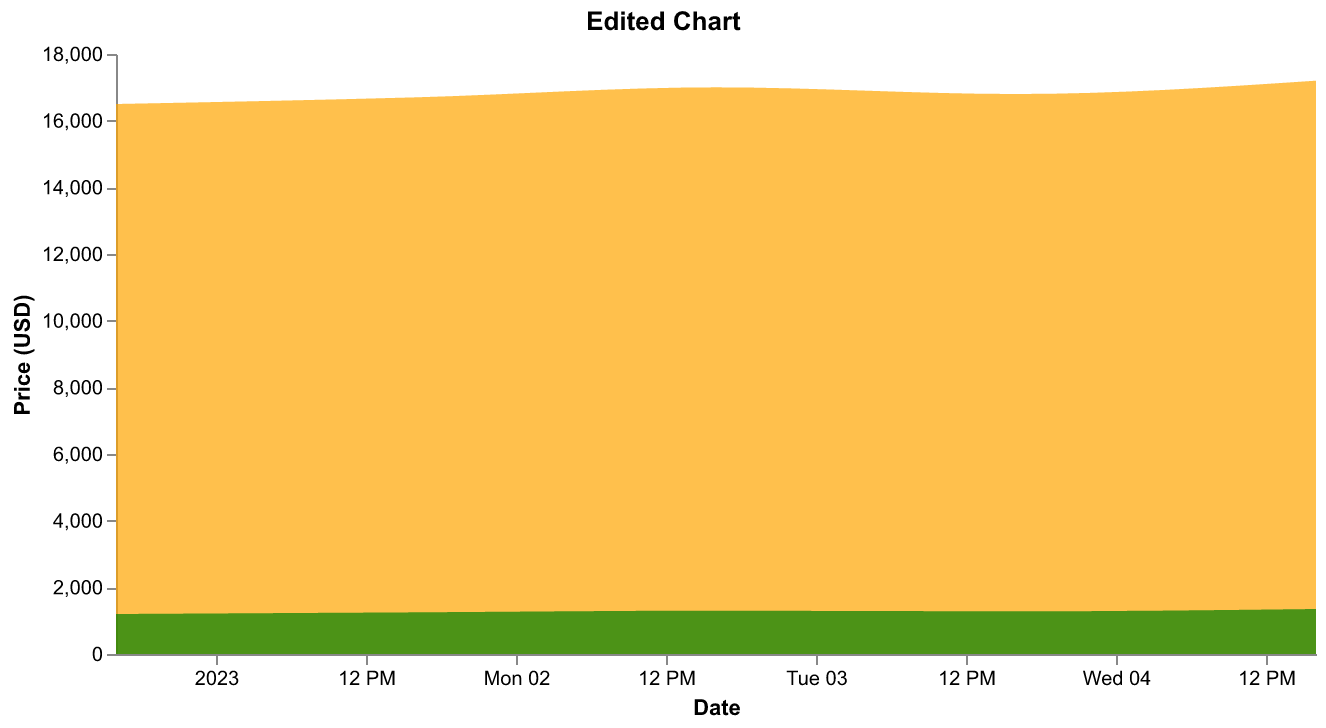 Edited Chart
18,000
16,000
14,000
12,000
10,000
8,000
6,000
4,000
2,000
0
Price (USD)
2023 12 PM Mon 02 12 PM Tue 03 12 PM Wed 04 12 PM
Date